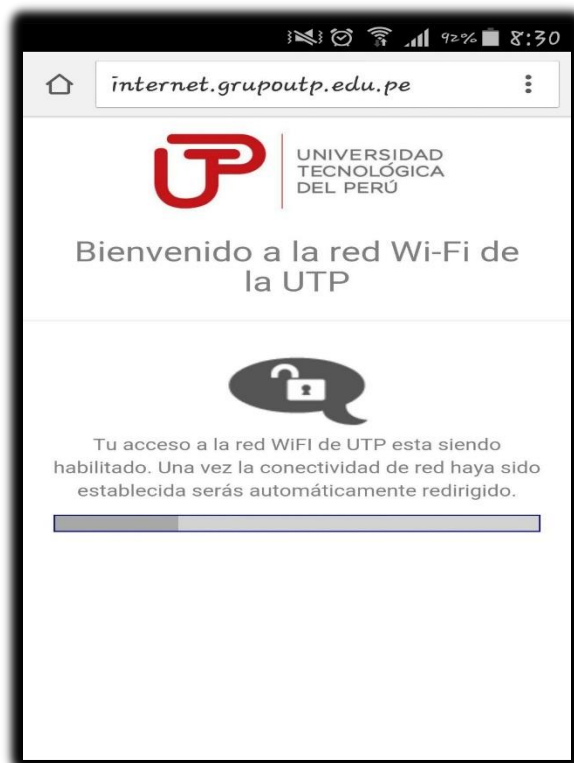 92% 8:30
internet.grupoutp.edu.pe
UTP
UNIVERSIDAD
TECNOLÓGICA
DEL PERÚ
Bienvenido a la red Wi-Fi de
la UTP
Tu acceso a la red WiFI de UTP esta siendo
habilitado. Una vez la conectividad de red haya sido
establecida serás automáticamente redirigido.